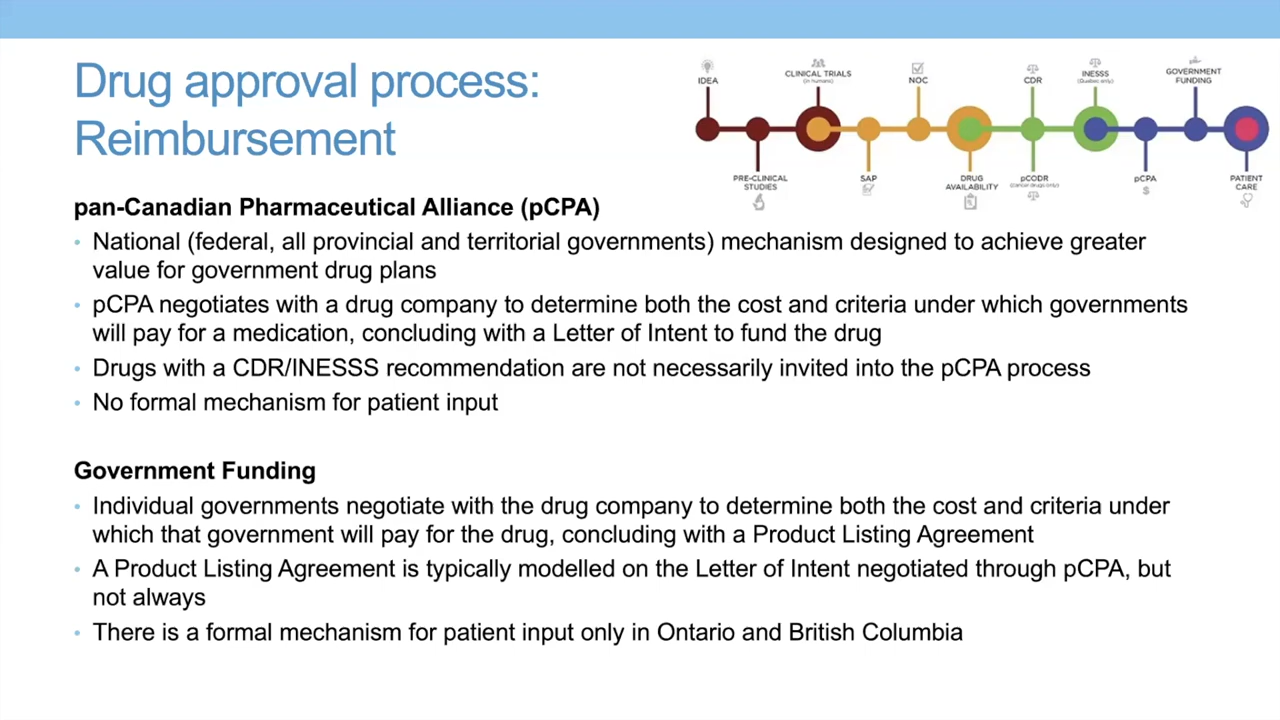 Drug approval process:
Reimbursement
IDEA
CLINICAL TRIALS
(in humans)
NOC
CDR
INESSS
(Quebec only)
GOVERNMENT
FUNDING
PRE-CLINICAL
STUDIES
SAP
DRUG
AVAILABILITY
pCODR
(cancer drugs only)
pCPA
$
PATIENT
CARE
pan-Canadian Pharmaceutical Alliance (pCPA)
• National (federal, all provincial and territorial governments) mechanism designed to achieve greater
value for government drug plans
• pCPA negotiates with a drug company to determine both the cost and criteria under which governments
will pay for a medication, concluding with a Letter of Intent to fund the drug
• Drugs with a CDR/INESSS recommendation are not necessarily invited into the pCPA process
• No formal mechanism for patient input
Government Funding
• Individual governments negotiate with the drug company to determine both the cost and criteria under
which that government will pay for the drug, concluding with a Product Listing Agreement
• A Product Listing Agreement is typically modelled on the Letter of Intent negotiated through pCPA, but
not always
• There is a formal mechanism for patient input only in Ontario and British Columbia